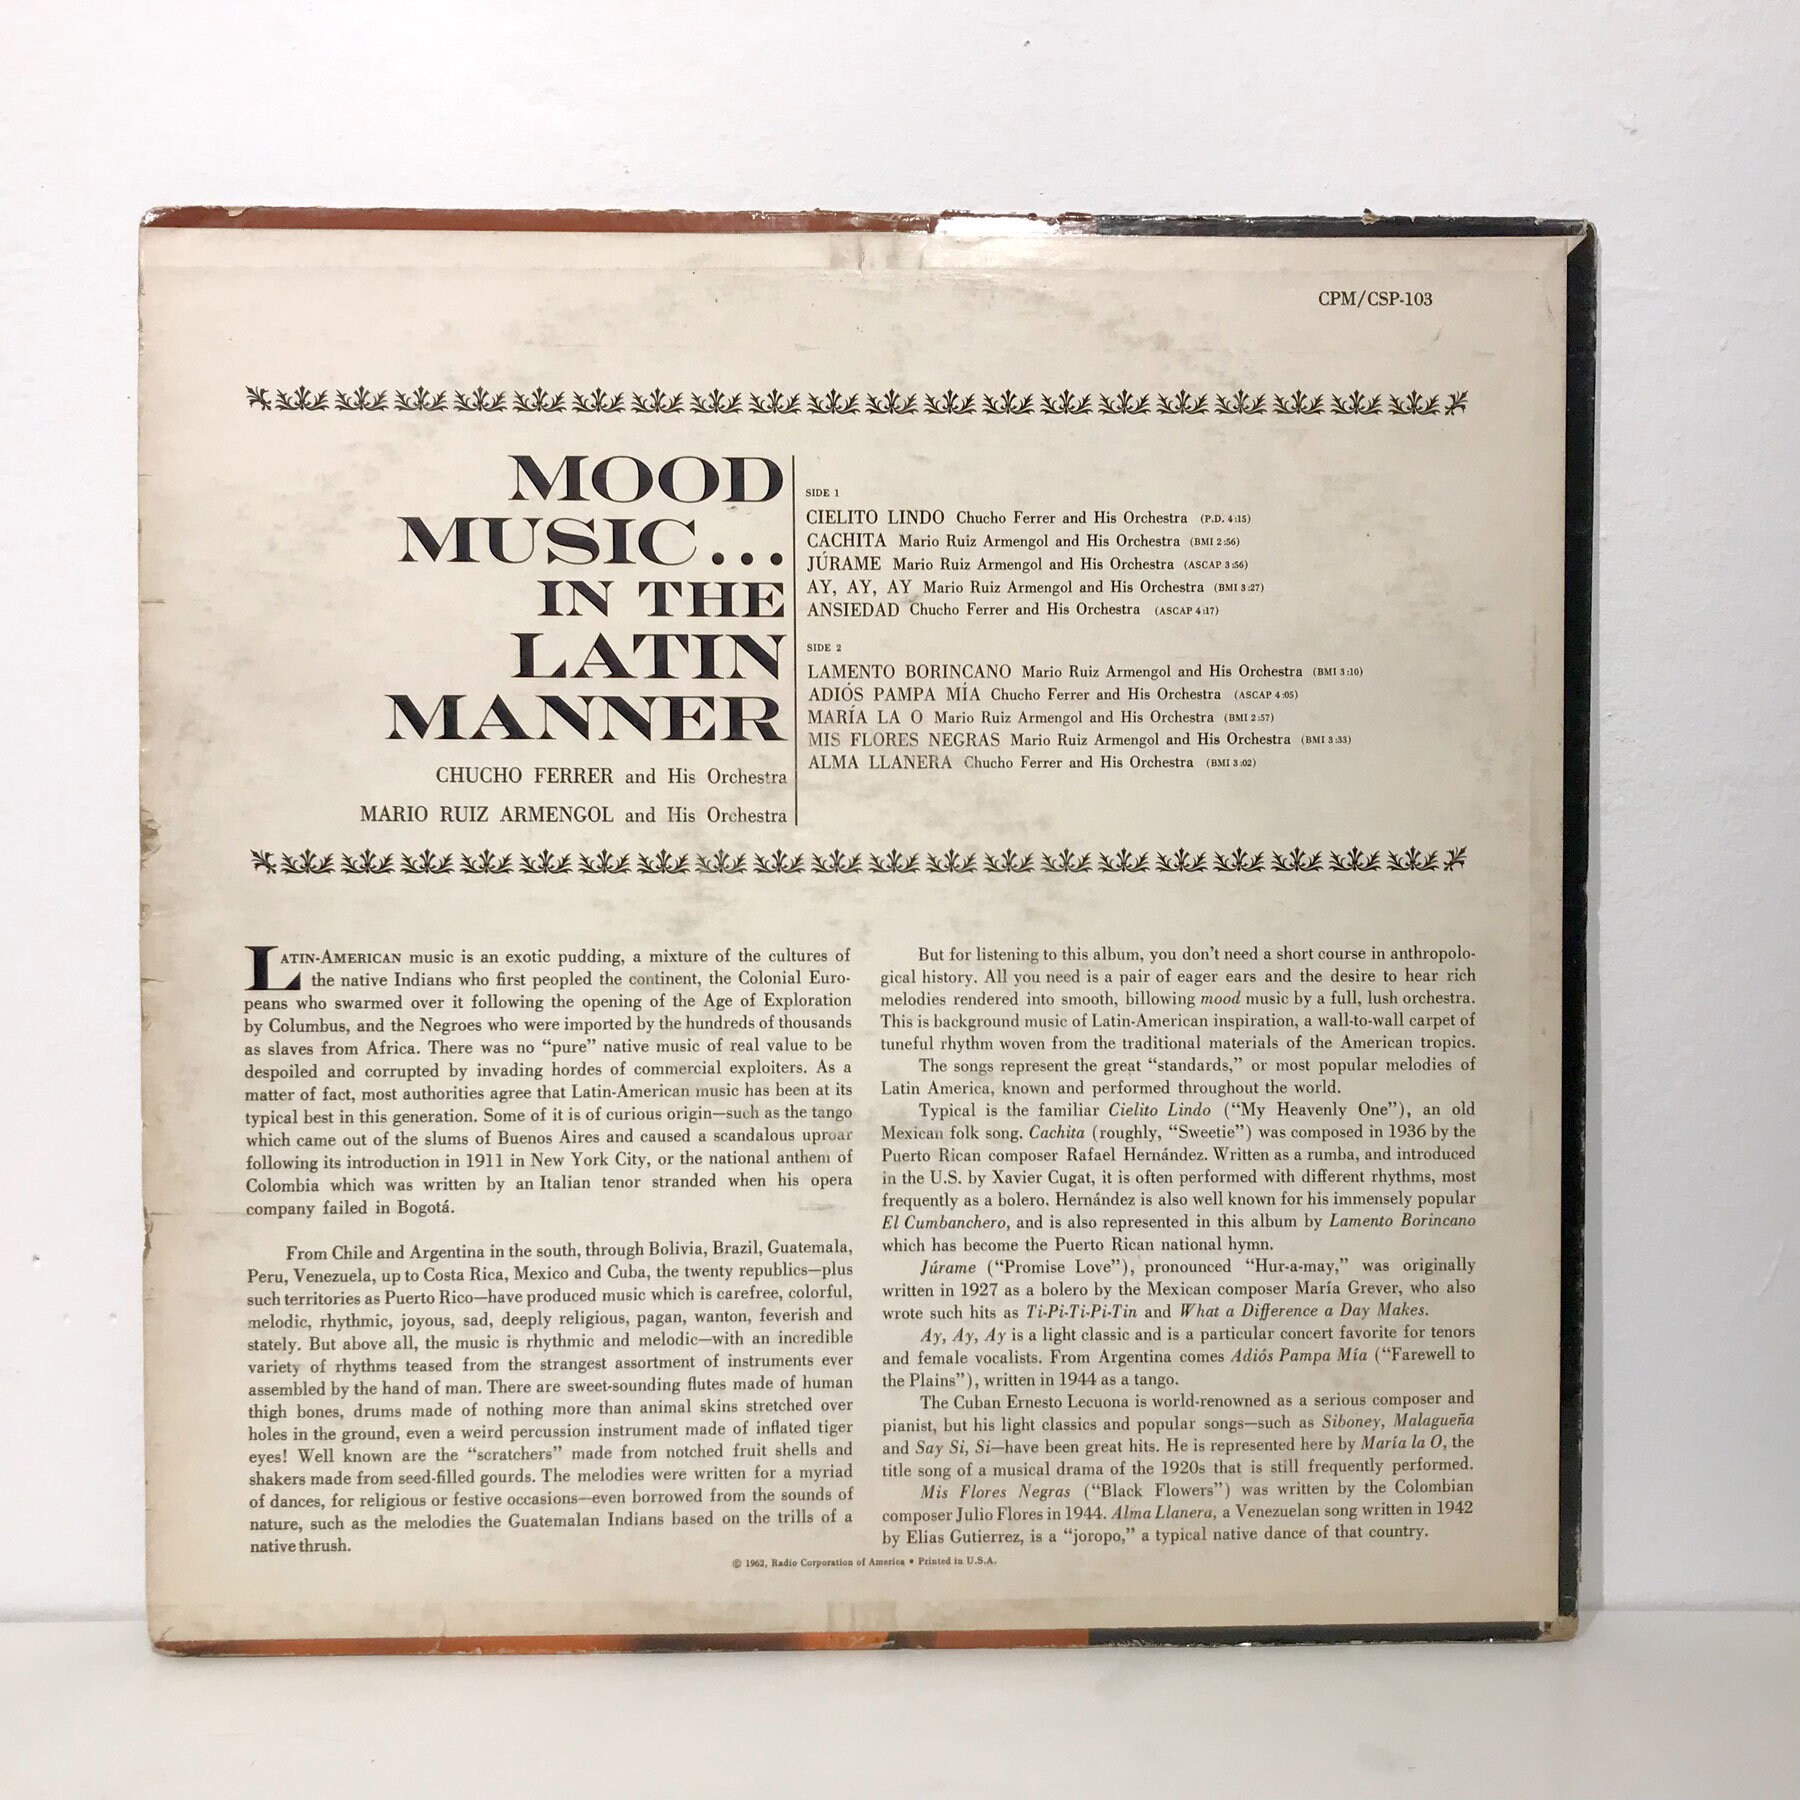 CPM/CSP-103
MOOD
MUSIC...
IN THE
LATIN
MANNER
CHUCHO FERRER and His Orchestra
MARIO RUIZ ARMENGOL and His Orchestra
SIDE 1
CIELITO LINDO Chucho Ferrer and His Orchestra (P.D. 4:15)
CACHITA Mario Ruiz Armengol and His Orchestra (BMI 2:56)
JÚRAME Mario Ruiz Armengol and His Orchestra (ASCAP 3:56)
AY, AY, AY Mario Ruiz Armengol and His Orchestra (BMI 3:27)
ANSIEDAD Chucho Ferrer and His Orchestra (ASCAP 4:17)
SIDE 2
LAMENTO BORINCANO Mario Ruiz Armengol and His Orchestra (BMI 3:10)
ADIÓS PAMPA MÍA Chucho Ferrer and His Orchestra (ASCAP 4:05)
MARÍA LA O Mario Ruiz Armengol and His Orchestra (BMI 2:57)
MIS FLORES NEGRAS Mario Ruiz Armengol and His Orchestra (BMI 3:33)
ALMA LLANERA Chucho Ferrer and His Orchestra (BMI 3:02)
LATIN-AMERICAN music is an exotic pudding, a mixture of the cultures of
the native Indians who first peopled the continent, the Colonial Euro-
peans who swarmed over it following the opening of the Age of Exploration
by Columbus, and the Negroes who were imported by the hundreds of thousands
as slaves from Africa. There was no “pure” native music of real value to be
despoiled and corrupted by invading hordes of commercial exploiters. As a
matter of fact, most authorities agree that Latin-American music has been at its
typical best in this generation. Some of it is of curious origin—such as the tango
which came out of the slums of Buenos Aires and caused a scandalous uproar
following its introduction in 1911 in New York City, or the national anthem of
Colombia which was written by an Italian tenor stranded when his opera
company failed in Bogotá.
From Chile and Argentina in the south, through Bolivia, Brazil, Guatemala,
Peru, Venezuela, up to Costa Rica, Mexico and Cuba, the twenty republics—plus
such territories as Puerto Rico—have produced music which is carefree, colorful,
melodic, rhythmic, joyous, sad, deeply religious, pagan, wanton, feverish and
stately. But above all, the music is rhythmic and melodic—with an incredible
variety of rhythms teased from the strangest assortment of instruments ever
assembled by the hand of man. There are sweet-sounding flutes made of human
thigh bones, drums made of nothing more than animal skins stretched over
holes in the ground, even a weird percussion instrument made of inflated tiger
eyes! Well known are the “scratchers” made from notched fruit shells and
shakers made from seed-filled gourds. The melodies were written for a myriad
of dances, for religious or festive occasions—even borrowed from the sounds of
nature, such as the melodies the Guatemalan Indians based on the trills of a
native thrush.
But for listening to this album, you don’t need a short course in anthropolo-
gical history. All you need is a pair of eager ears and the desire to hear rich
melodies rendered into smooth, billowing mood music by a full, lush orchestra.
This is background music of Latin-American inspiration, a wall-to-wall carpet of
tuneful rhythm woven from the traditional materials of the American tropics.
The songs represent the great “standards,” or most popular melodies of
Latin America, known and performed throughout the world.
Typical is the familiar Cielito Lindo (“My Heavenly One”), an old
Mexican folk song. Cachita (roughly, “Sweetie”) was composed in 1936 by the
Puerto Rican composer Rafael Hernández. Written as a rumba, and introduced
in the U.S. by Xavier Cugat, it is often performed with different rhythms, most
frequently as a bolero. Hernández is also well known for his immensely popular
El Cumbanchero, and is also represented in this album by Lamento Borincano
which has become the Puerto Rican national hymn.
Júrame (“Promise Love”), pronounced “Hur-a-may,” was originally
written in 1927 as a bolero by the Mexican composer María Grever, who also
wrote such hits as Ti-Pi-Ti-Pi-Tin and What a Difference a Day Makes.
Ay, Ay, Ay is a light classic and is a particular concert favorite for tenors
and female vocalists. From Argentina comes Adiós Pampa Mía (“Farewell to
the Plains”), written in 1944 as a tango.
The Cuban Ernesto Lecuona is world-renowned as a serious composer and
pianist, but his light classics and popular songs—such as Siboney, Malagueña
and Say Si, Si—have been great hits. He is represented here by María la O, the
title song of a musical drama of the 1920s that is still frequently performed.
Mis Flores Negras (“Black Flowers”) was written by the Colombian
composer Julio Flores in 1944. Alma Llanera, a Venezuelan song written in 1942
by Elias Gutierrez, is a “joropo,” a typical native dance of that country.
© 1962, Radio Corporation of America • Printed in U.S.A.